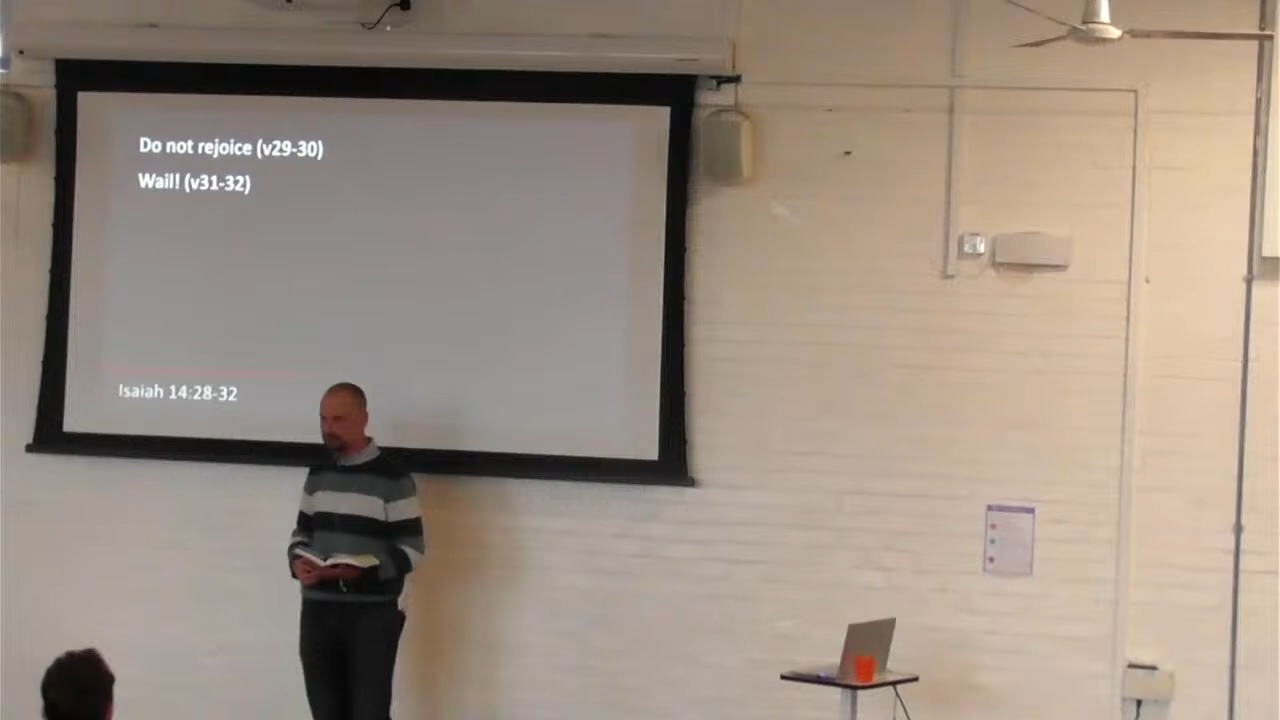 Do not rejoice (v29-30)
Wail! (v31-32)
Isaiah 14:28-32